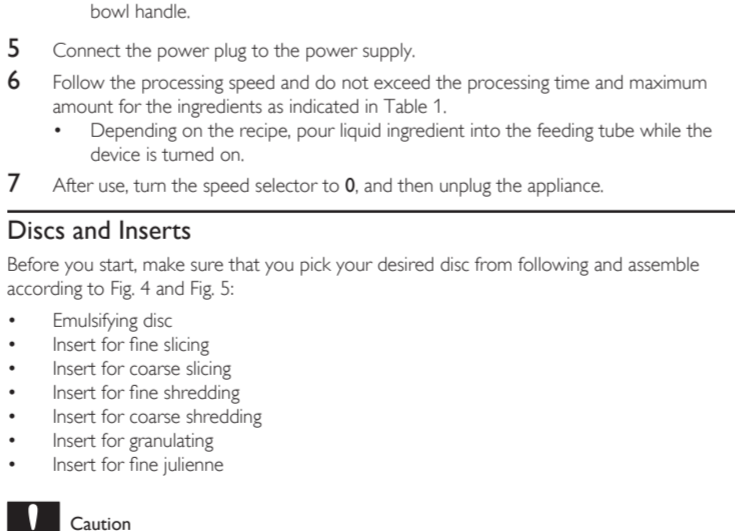 bowl handle.
5 Connect the power plug to the power supply.
6 Follow the processing speed and do not exceed the processing time and maximum
amount for the ingredients as indicated in Table 1.
• Depending on the recipe, pour liquid ingredient into the feeding tube while the
device is turned on.
7 After use, turn the speed selector to 0, and then unplug the appliance.
Discs and Inserts
Before you start, make sure that you pick your desired disc from following and assemble
according to Fig. 4 and Fig. 5:
• Emulsifying disc
• Insert for fine slicing
• Insert for coarse slicing
• Insert for fine shredding
• Insert for coarse shredding
• Insert for granulating
• Insert for fine julienne
! Caution